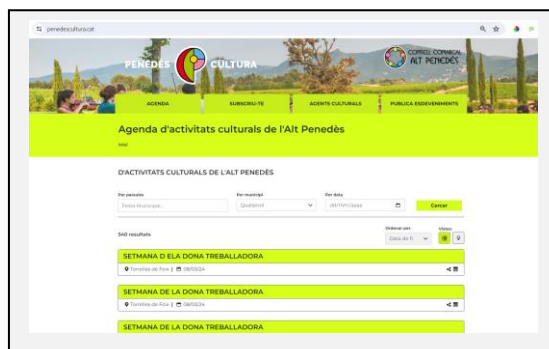 penedescultura.cat
PENEDÈS CULTURA
CONSELL COMARCAL
ALT PENEDÈS
AGENDA SUBSCRIU-TE AGENTS CULTURALS PUBLICA ESDEVENIMENTS
Agenda d'activitats culturals de l'Alt Penedès
Inici
D'ACTIVITATS CULTURALS DE L'ALT PENEDÈS
Per paraules Per municipi Per data
Festa Municipal... Qualsevol dd/mm/aaaa Cercar
540 resultats Ordenar per Vistes
Data de fi
SETMANA D ELA DONA TREBALLADORA
Torrelles de Foix | 08/03/24
SETMANA DE LA DONA TREBALLADORA
Torrelles de Foix | 08/03/24
SETMANA DE LA DONA TREBALLADORA